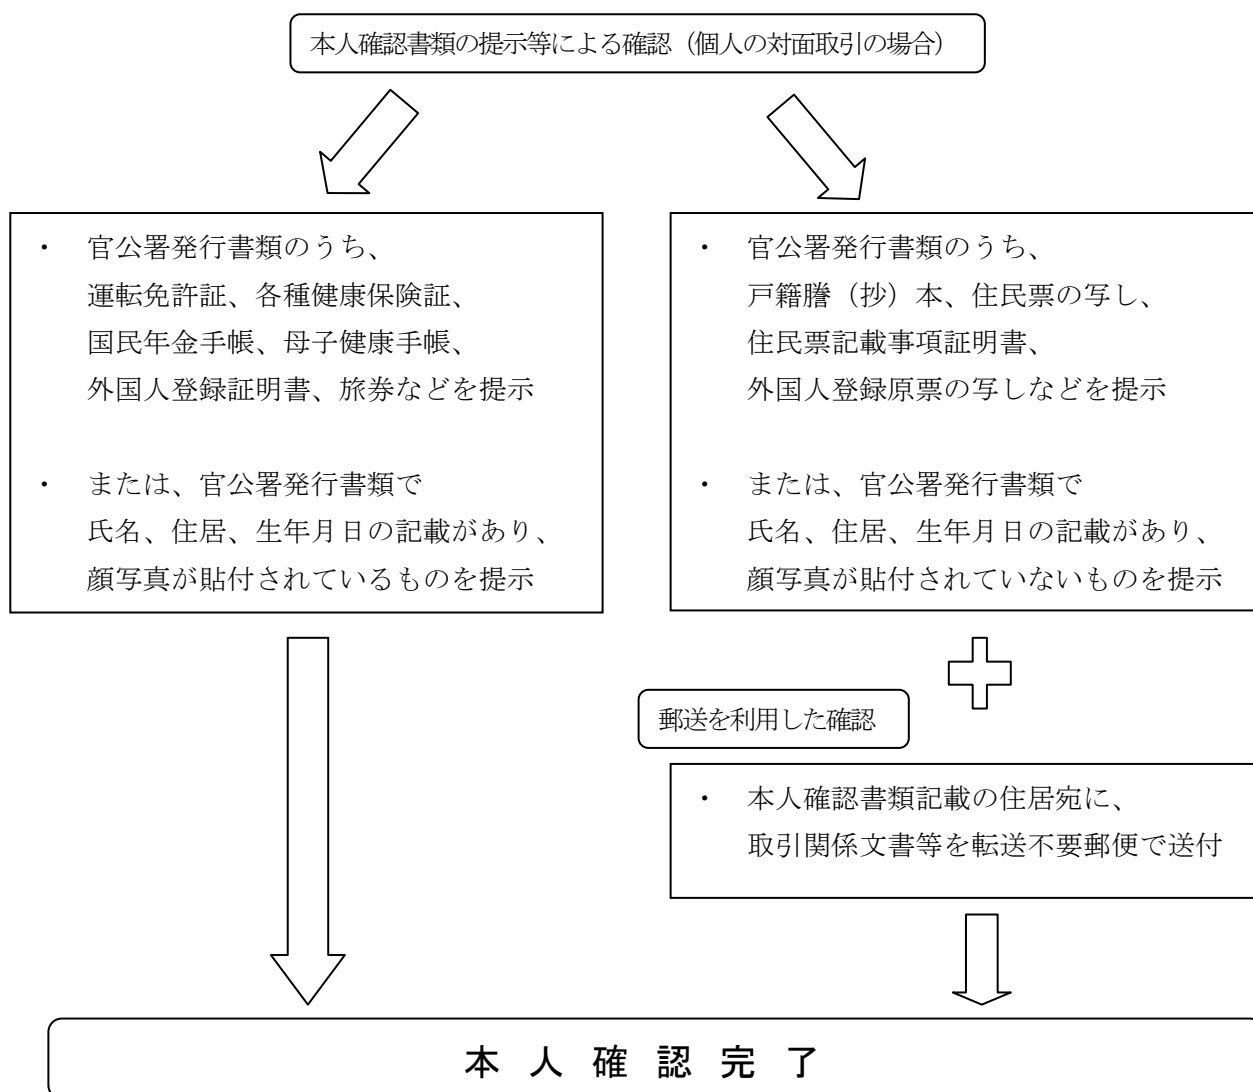 本人確認書類の提示等による確認（個人の対面取引の場合）
・ 官公署発行書類のうち、
運転免許証、各種健康保険証、
国民年金手帳、母子健康手帳、
外国人登録証明書、旅券などを提示
・ または、官公署発行書類で
氏名、住居、生年月日の記載があり、
顔写真が貼付されているものを提示
・ 官公署発行書類のうち、
戸籍謄（抄）本、住民票の写し、
住民票記載事項証明書、
外国人登録原票の写しなどを提示
・ または、官公署発行書類で
氏名、住居、生年月日の記載があり、
顔写真が貼付されていないものを提示
郵送を利用した確認
・ 本人確認書類記載の住居宛に、
取引関係文書等を転送不要郵便で送付
本 人 確 認 完 了